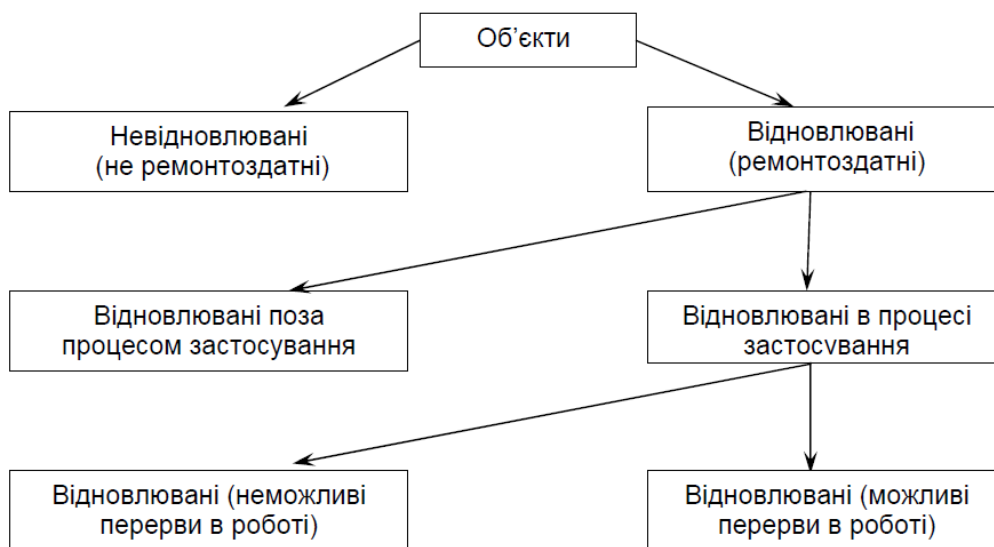 Об’єкти
Невідновлювані
(не ремонтоздатні)
Відновлювані
(ремонтоздатні)
Відновлювані поза
процесом застосування
Відновлювані в процесі
застосування
Відновлювані (неможливі
перерви в роботі)
Відновлювані (можливі
перерви в роботі)